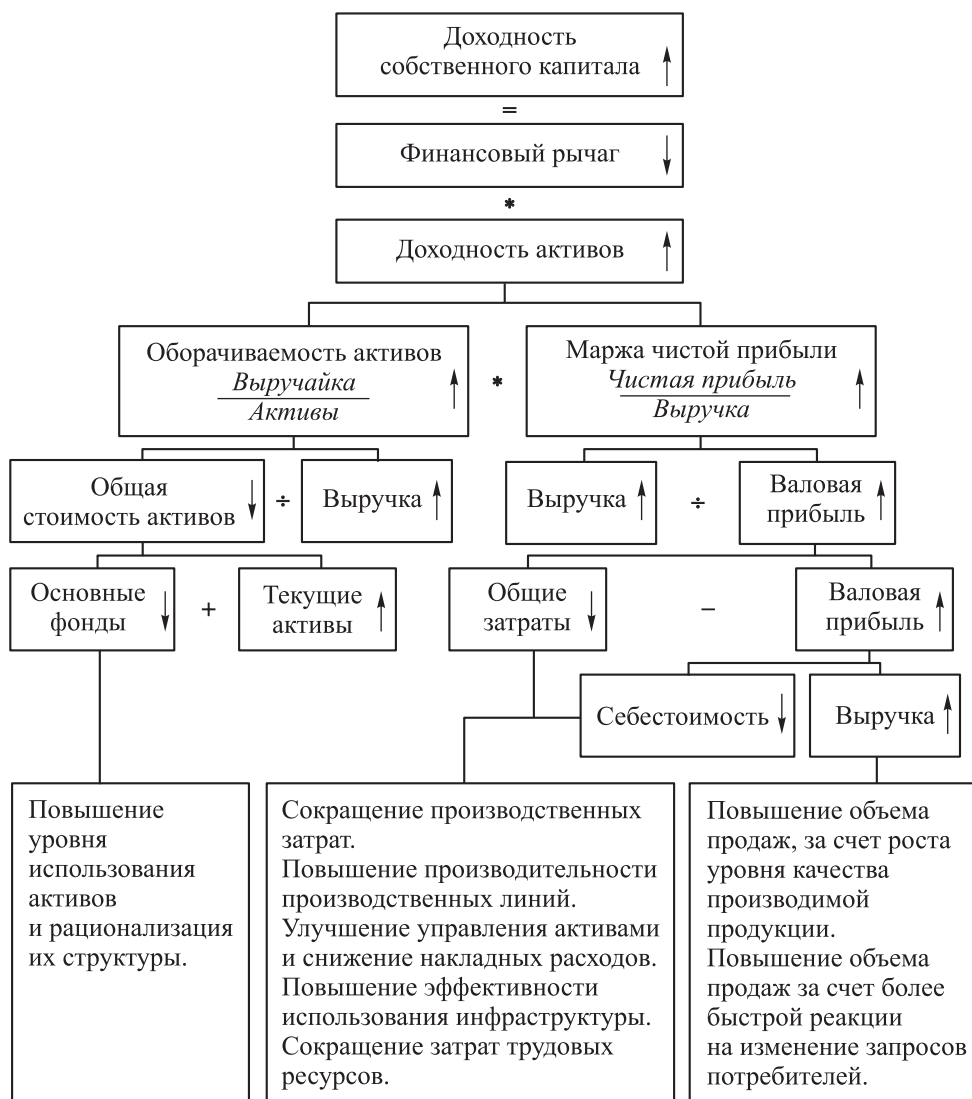 Доходность
собственного капитала
=
Финансовый рычаг
*
Доходность активов
Оборачиваемость активов
Выручайка
Активы
*
Маржа чистой прибыли
Чистая прибыль
Выручка
Общая
стоимость активов
÷
Выручка
Выручка
÷
Валовая
прибыль
Основные
фонды
+
Текущие
активы
Общие
затраты
–
Валовая
прибыль
Себестоимость
Выручка
Повышение
уровня
использования
активов
и рационализация
их структуры.
Сокращение производственных
затрат.
Повышение производительности
производственных линий.
Улучшение управления активами
и снижение накладных расходов.
Повышение эффективности
использования инфраструктуры.
Сокращение затрат трудовых
ресурсов.
Повышение объема
продаж, за счет роста
уровня качества
производимой
продукции.
Повышение объема
продаж за счет более
быстрой реакции
на изменение запросов
потребителей.